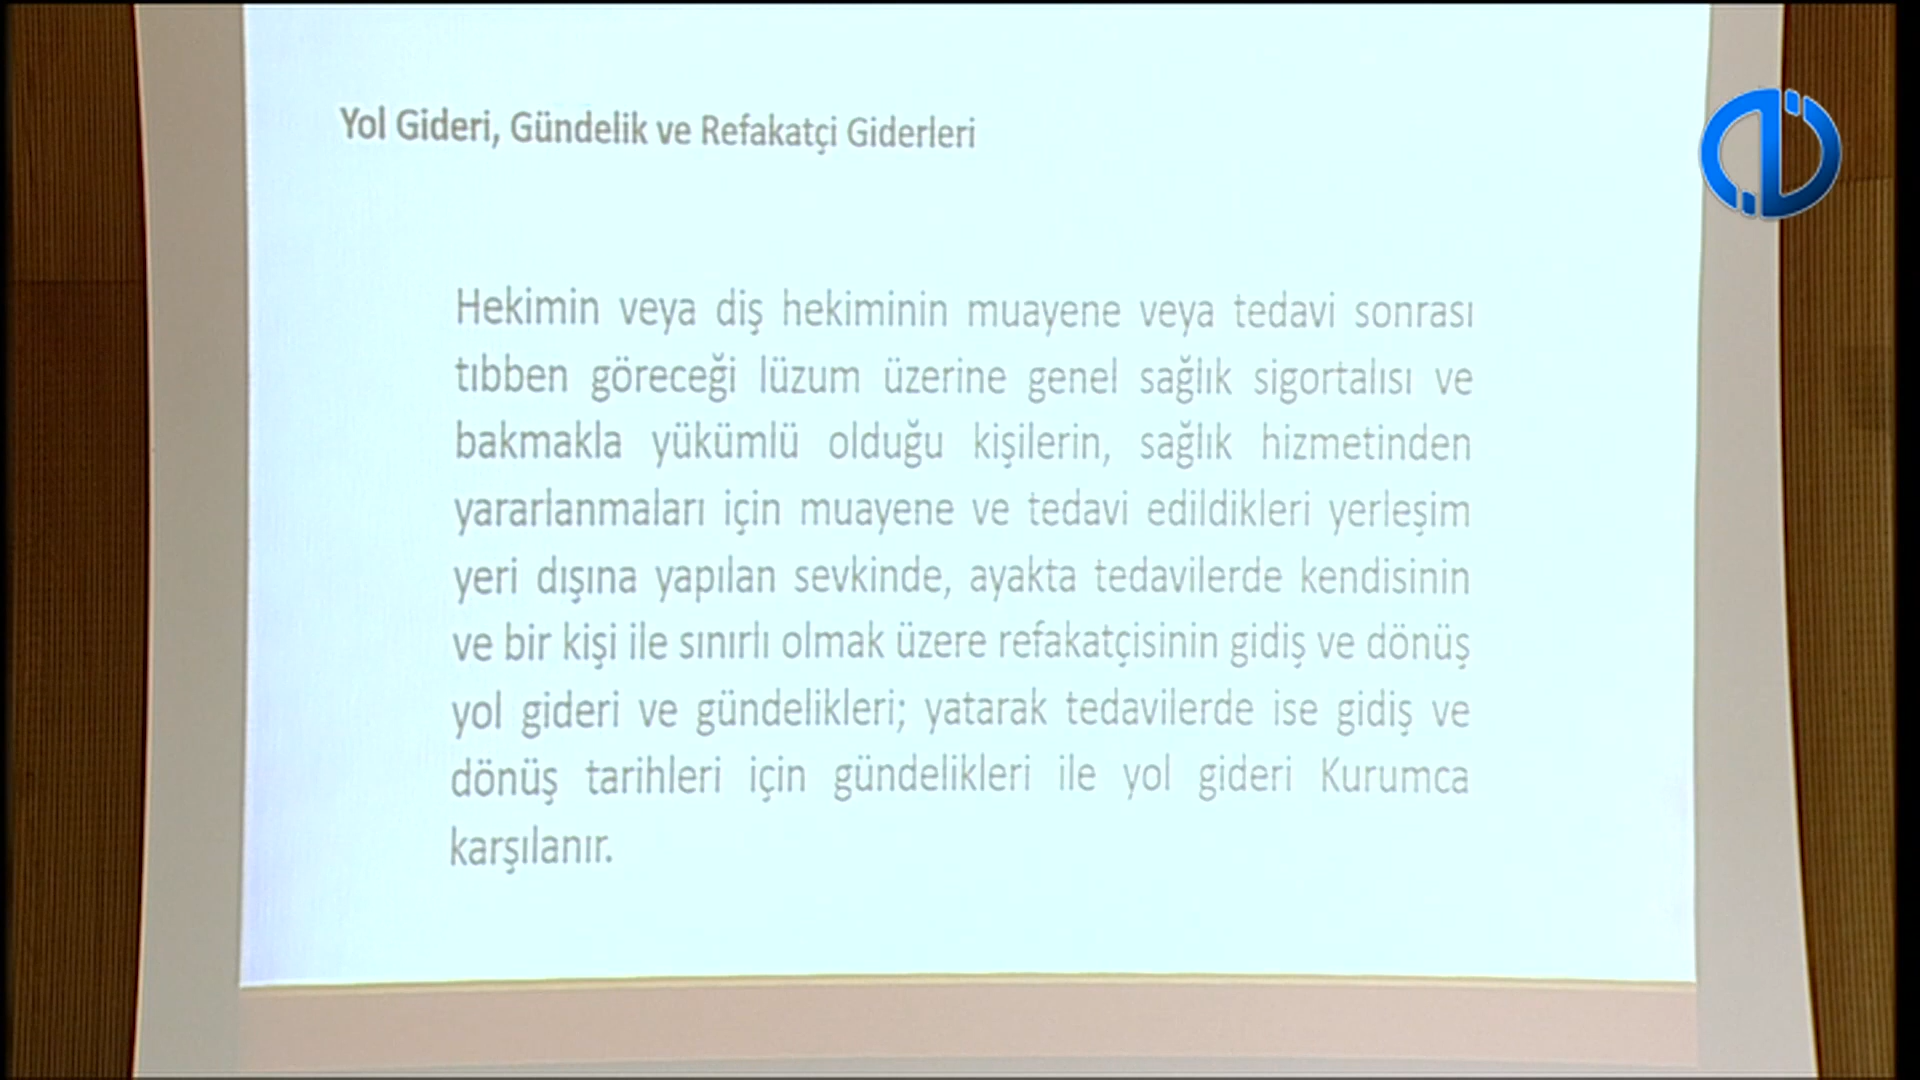 Yol Gideri, Gündelik ve Refakatçi Giderleri
Hekimin veya diş hekiminin muayene veya tedavi sonrası
tıbben göreceği lüzum üzerine genel sağlık sigortalısı ve
bakmakla yükümlü olduğu kişilerin, sağlık hizmetinden
yararlanmaları için muayene ve tedavi edildikleri yerleşim
yeri dışına yapılan sevkinde, ayakta tedavilerde kendisinin
ve bir kişi ile sınırlı olmak üzere refakatçisinin gidiş ve dönüş
yol gideri ve gündelikleri; yatarak tedavilerde ise gidiş ve
dönüş tarihleri için gündelikleri ile yol gideri Kurumca
karşılanır.